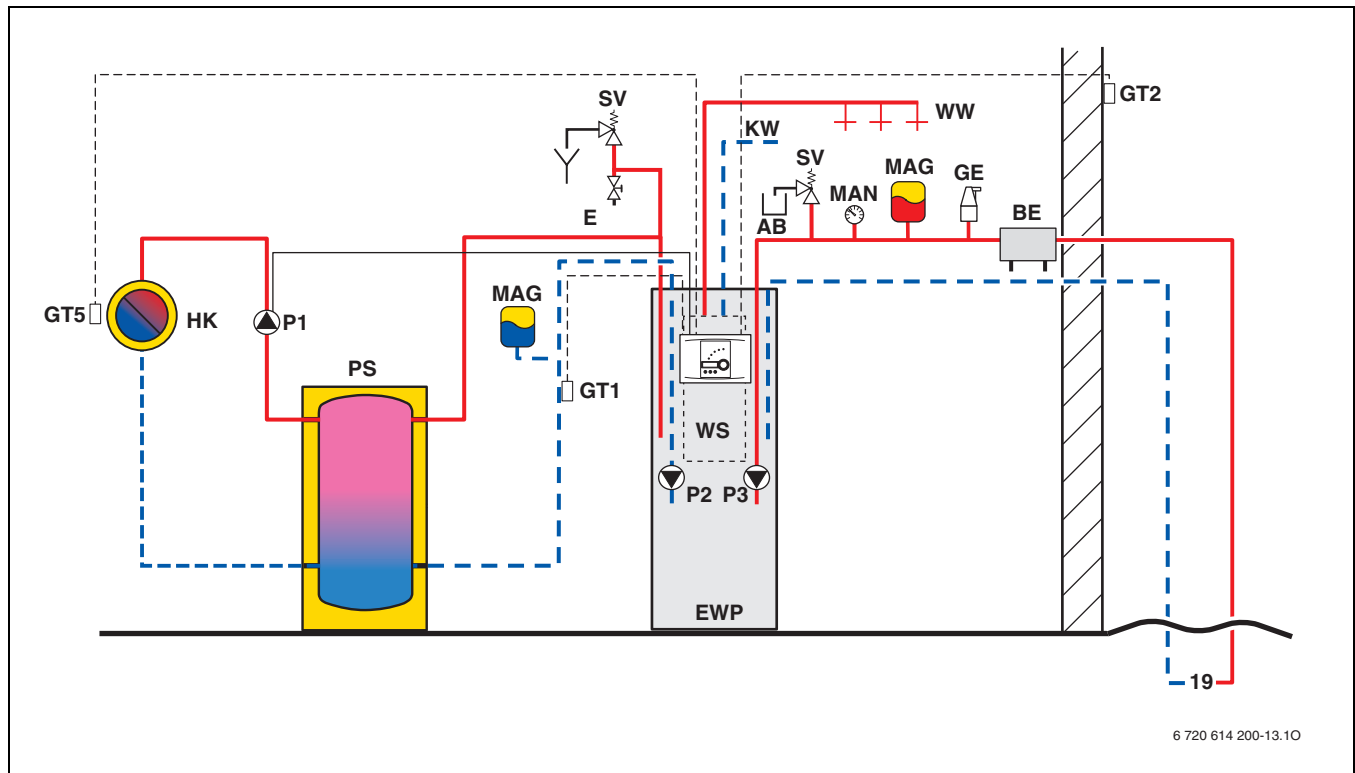 SV
WW
GT2
KW
SV
MAG
GE
MAN
BE
E
AB
MAG
GT5
HK
P1
PS
GT1
WS
P2
P3
EWP
19
6 720 614 200-13.1O